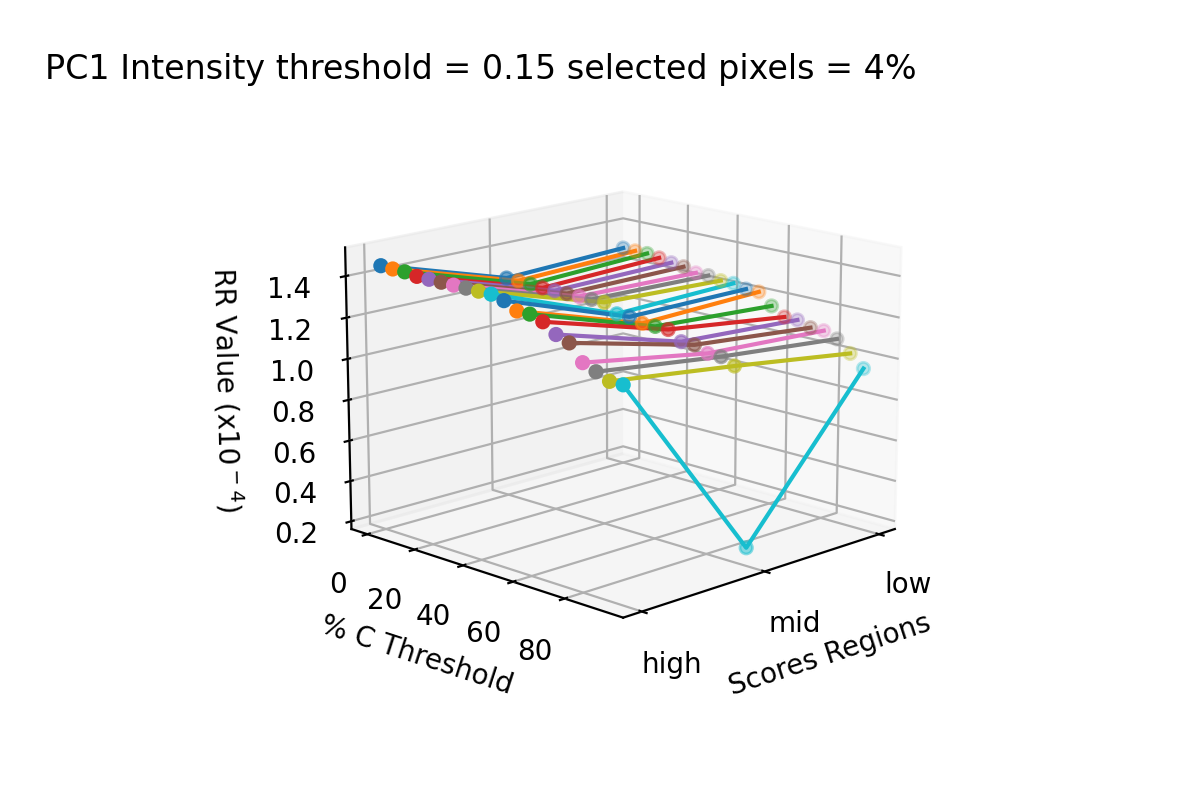 PC1 Intensity threshold = 0.15 selected pixels = 4%
RR Value (x10⁻⁴)
1.4
1.2
1.0
0.8
0.6
0.4
0.2
0
20
40
60
80
% C Threshold
high
mid
low
Scores Regions